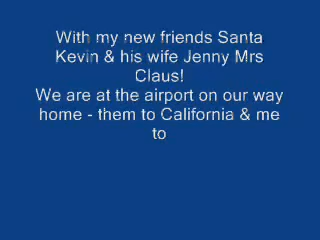 With my new friends Santa
Kevin & his wife Jenny Mrs
Claus!
We are at the airport on our way
home - them to California & me
to